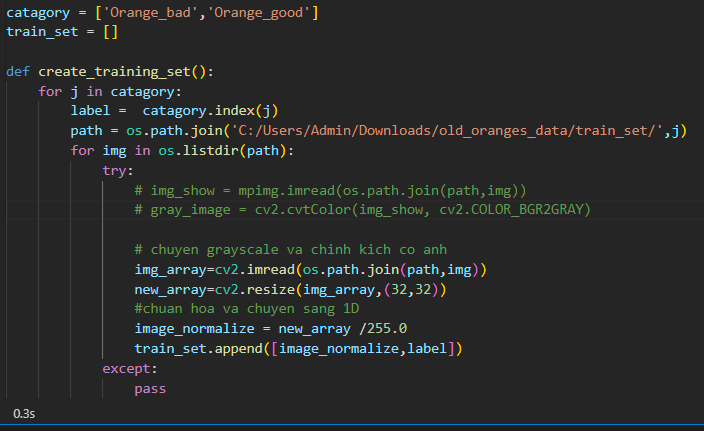 catagory = ['Orange_bad','Orange_good']
train_set = []
def create_training_set():
    for j in catagory:
        label =  catagory.index(j)
        path = os.path.join('C:/Users/Admin/Downloads/old_oranges_data/train_set/',j)
        for img in os.listdir(path):
            try:
                # img_show = mpimg.imread(os.path.join(path,img))
                # gray_image = cv2.cvtColor(img_show, cv2.COLOR_BGR2GRAY)
                # chuyen grayscale va chinh kich co anh
                img_array=cv2.imread(os.path.join(path,img))
                new_array=cv2.resize(img_array,(32,32))
                #chuan hoa va chuyen sang 1D
                image_normalize = new_array /255.0
                train_set.append([image_normalize,label])
            except:
                pass
0.3s